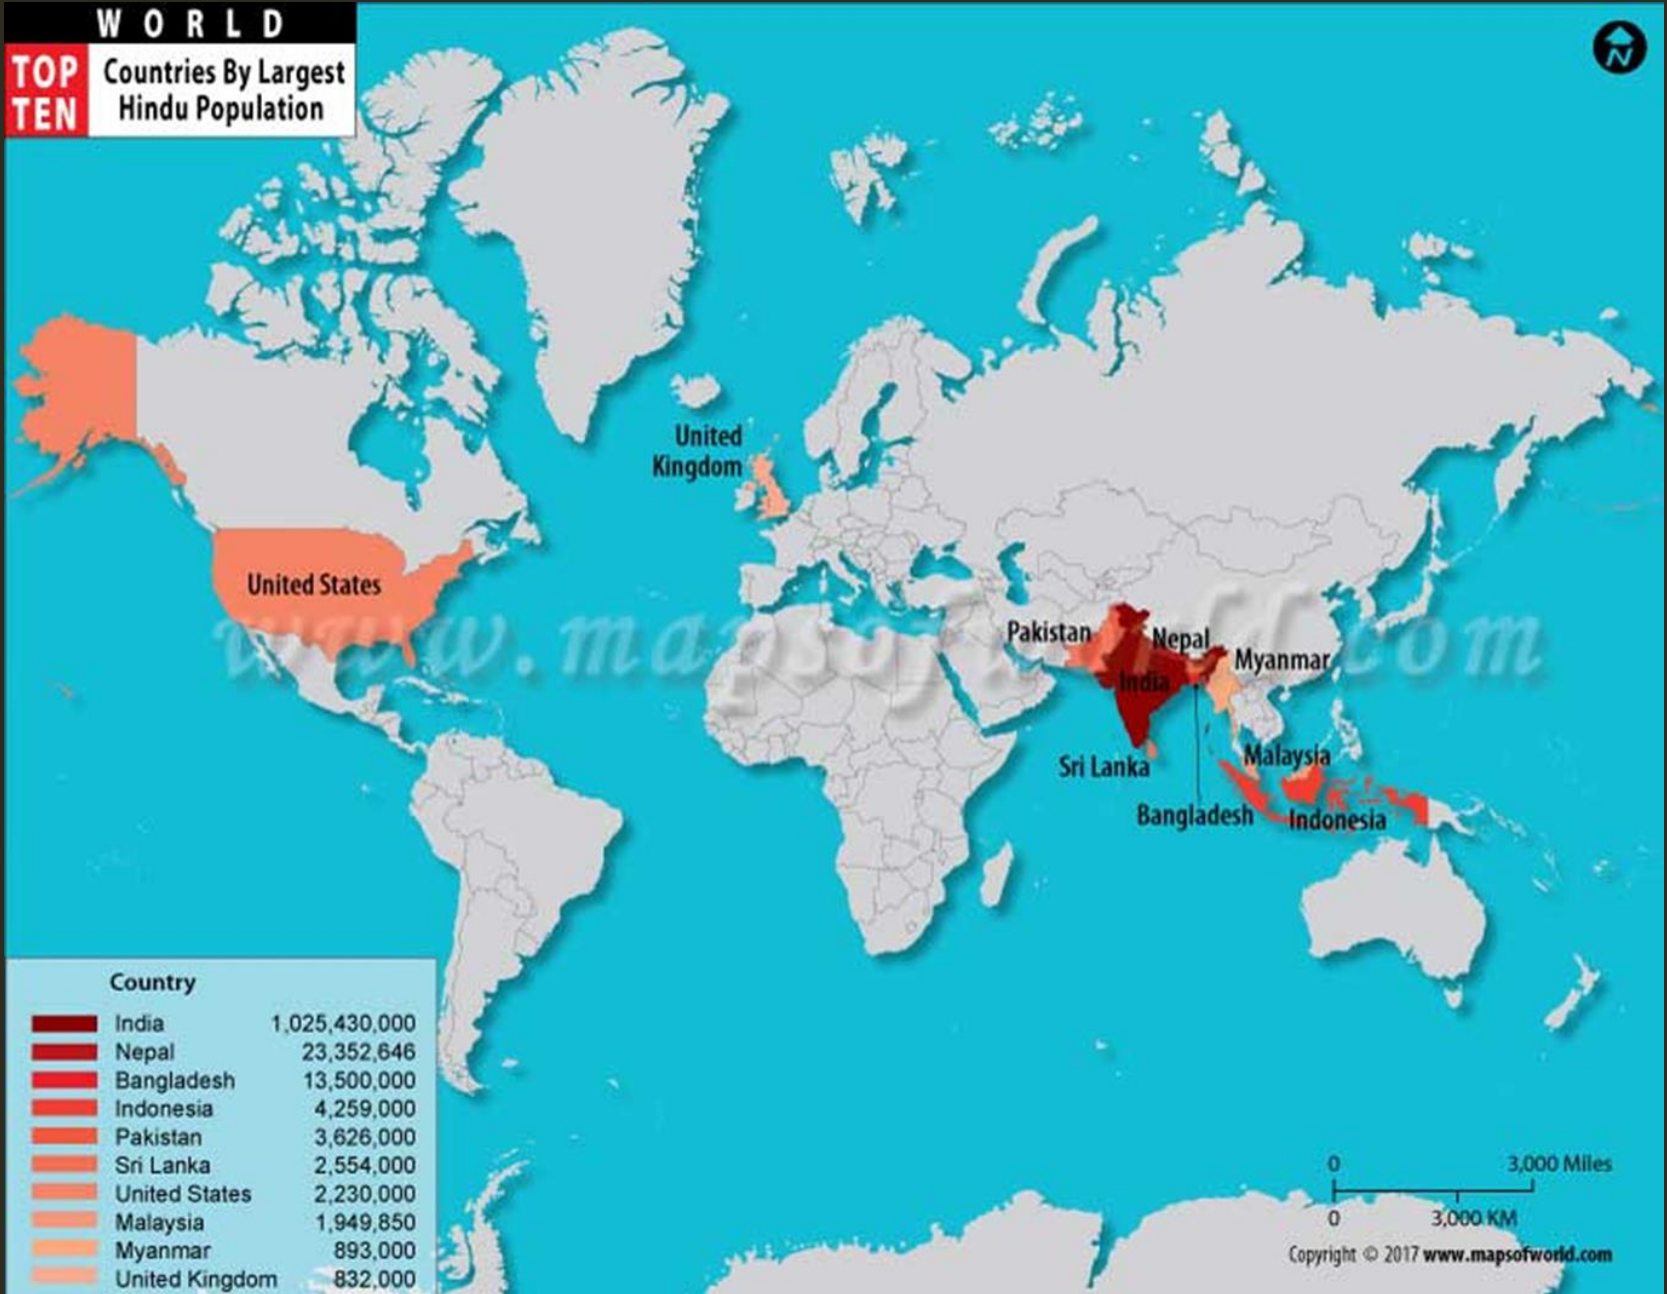 WORLD
TOP
TEN
Countries By Largest
Hindu Population
N
United
Kingdom
United States
www.mapsofworld.com
Pakistan
Nepal
Myanmar
India
Sri Lanka
Malaysia
Bangladesh
Indonesia
Country
India 1,025,430,000
Nepal 23,352,646
Bangladesh 13,500,000
Indonesia 4,259,000
Pakistan 3,626,000
Sri Lanka 2,554,000
United States 2,230,000
Malaysia 1,949,850
Myanmar 893,000
United Kingdom 832,000
0 3,000 Miles
0 3,000 KM
Copyright © 2017 www.mapsofworld.com